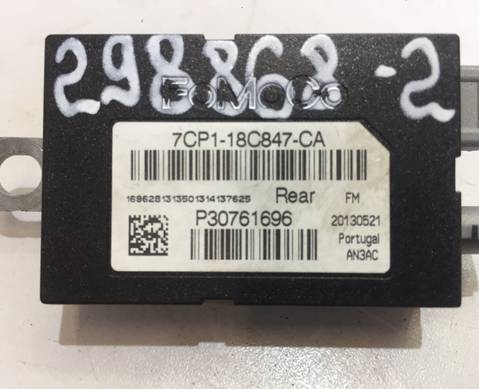 298868-2
FoMoCo
7CP1-18C847-CA
1696281313501314137625 Rear FM
P30761696 20130521
Portugal
AN3AC